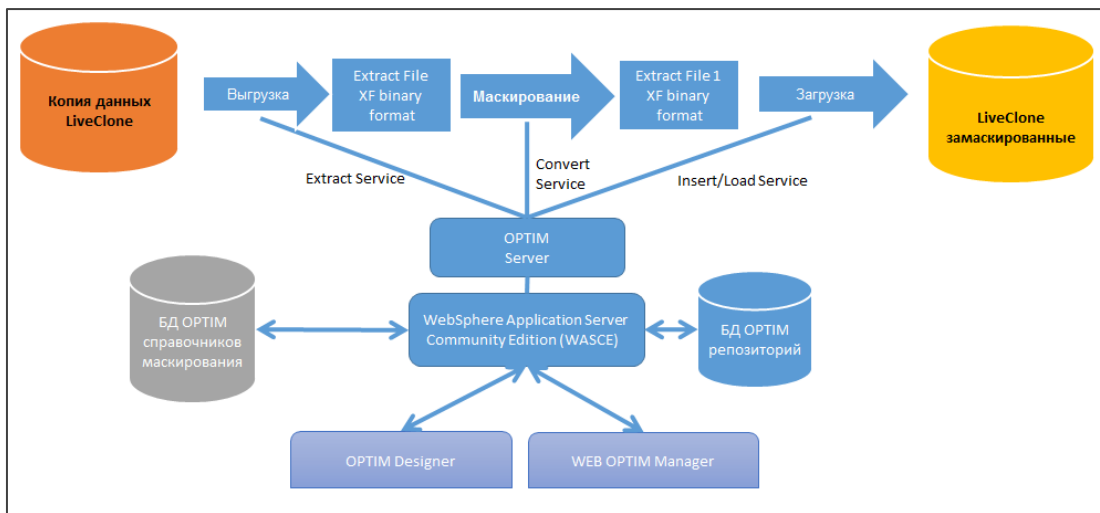 Копия данных
LiveClone
Выгрузка
Extract File
XF binary
format
Маскирование
Extract File 1
XF binary
format
Загрузка
LiveClone
замаскированные
Extract Service
Convert
Service
Insert/Load Service
OPTIM
Server
БД OPTIM
справочников
маскирования
WebSphere Application Server
Community Edition (WASCE)
БД OPTIM
репозиторий
OPTIM Designer
WEB OPTIM Manager